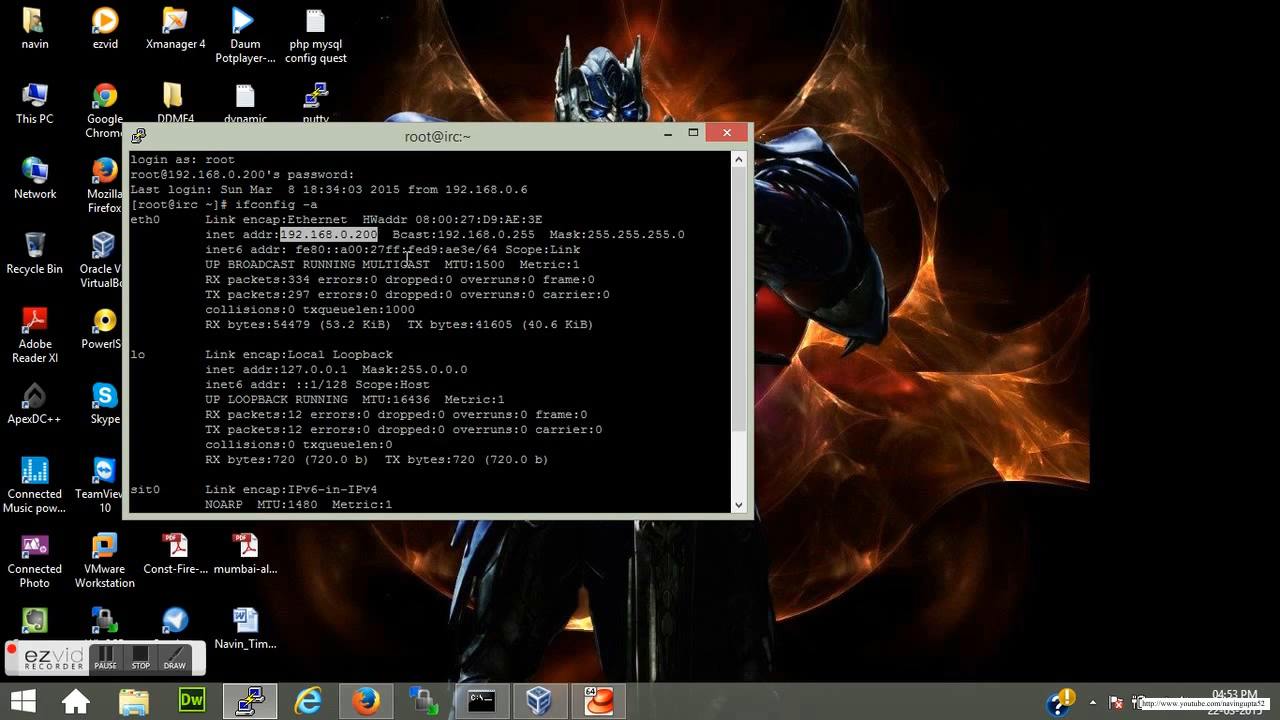 navin
ezvid
Xmanager 4
Daum
Potplayer-...
php mysql
config quest
This PC
Google
Chrome
DDMF4
dynamic
putty
root@irc:~
login as: root
root@192.168.0.200's password:
Last login: Sun Mar  8 18:34:03 2015 from 192.168.0.6
[root@irc ~]# ifconfig -a
eth0      Link encap:Ethernet  HWaddr 08:00:27:D9:AE:3E
inet addr:192.168.0.200  Bcast:192.168.0.255  Mask:255.255.255.0
inet6 addr: fe80::a00:27ff:fed9:ae3e/64 Scope:Link
UP BROADCAST RUNNING MULTICAST  MTU:1500  Metric:1
RX packets:334 errors:0 dropped:0 overruns:0 frame:0
TX packets:297 errors:0 dropped:0 overruns:0 carrier:0
collisions:0 txqueuelen:1000
RX bytes:54479 (53.2 KiB)  TX bytes:41605 (40.6 KiB)
lo        Link encap:Local Loopback
inet addr:127.0.0.1  Mask:255.0.0.0
inet6 addr: ::1/128 Scope:Host
UP LOOPBACK RUNNING  MTU:16436  Metric:1
RX packets:12 errors:0 dropped:0 overruns:0 frame:0
TX packets:12 errors:0 dropped:0 overruns:0 carrier:0
collisions:0 txqueuelen:0
RX bytes:720 (720.0 b)  TX bytes:720 (720.0 b)
sit0      Link encap:IPv6-in-IPv4
NOARP  MTU:1480  Metric:1
Network
Mozilla
Firefox
Recycle Bin
Oracle V
VirtualB
Adobe
Reader XI
PowerIS
ApexDC++
Skype
Connected
Music pow...
TeamView
10
Connected
Photo
VMware
Workstation
PDF
Const-Fire-...
PDF
mumbai-al...
Navin_Tim...
ezvid
RECORDER
PAUSE
STOP
DRAW
Dw
C:\_
64
04:53 PM
http://www.youtube.com/navingupta52